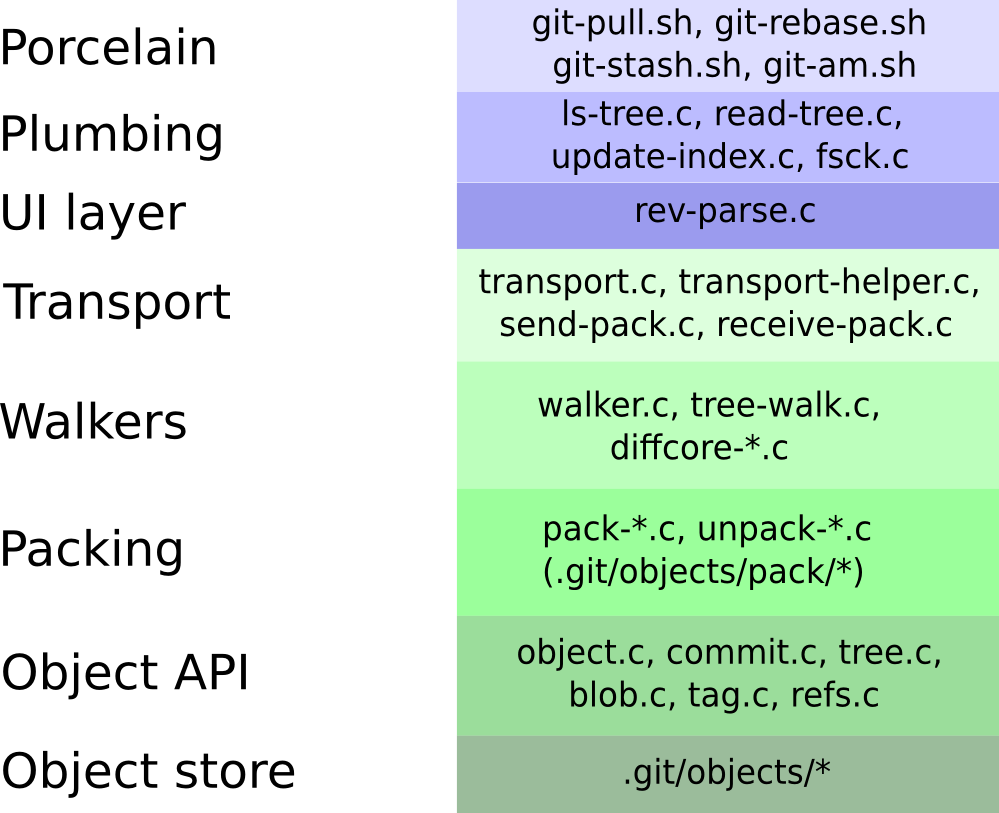 Porcelain
git-pull.sh, git-rebase.sh
git-stash.sh, git-am.sh
Plumbing
ls-tree.c, read-tree.c,
update-index.c, fsck.c
UI layer
rev-parse.c
Transport
transport.c, transport-helper.c,
send-pack.c, receive-pack.c
Walkers
walker.c, tree-walk.c,
diffcore-*.c
Packing
pack-*.c, unpack-*.c
(.git/objects/pack/*)
Object API
object.c, commit.c, tree.c,
blob.c, tag.c, refs.c
Object store
.git/objects/*